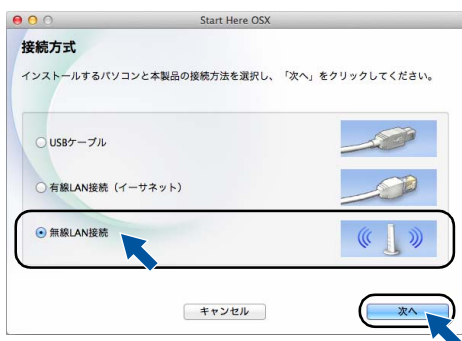 Start Here OSX
接続方式
インストールするパソコンと本製品の接続方法を選択し、「次へ」をクリックしてください。
USBケーブル
有線LAN接続（イーサネット）
無線LAN接続
キャンセル
次へ